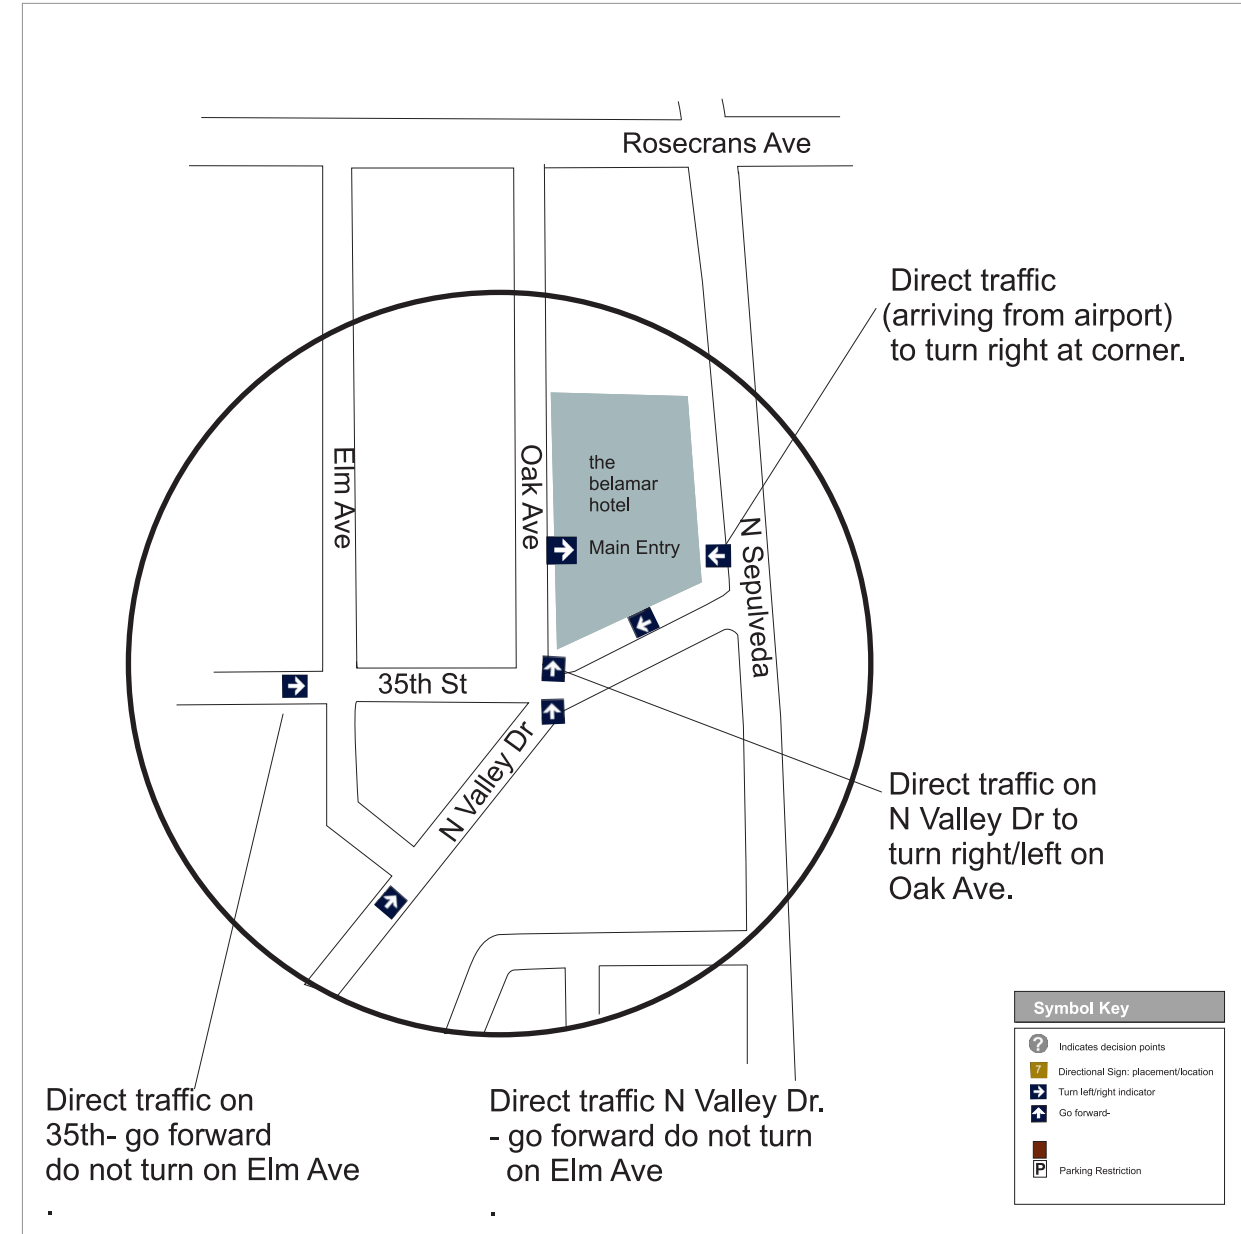 Rosecrans Ave
Direct traffic
(arriving from airport)
to turn right at corner.
Elm Ave
Oak Ave
the
belamar
hotel
Main Entry
N Sepulveda
35th St
N Valley Dr
Direct traffic on
N Valley Dr to
turn right/left on
Oak Ave.
Direct traffic on
35th- go forward
do not turn on Elm Ave
.
Direct traffic N Valley Dr.
- go forward do not turn
on Elm Ave
.
Symbol Key
? Indicates decision points
7 Directional Sign: placement/location
Turn left/right indicator
Go forward-
P Parking Restriction